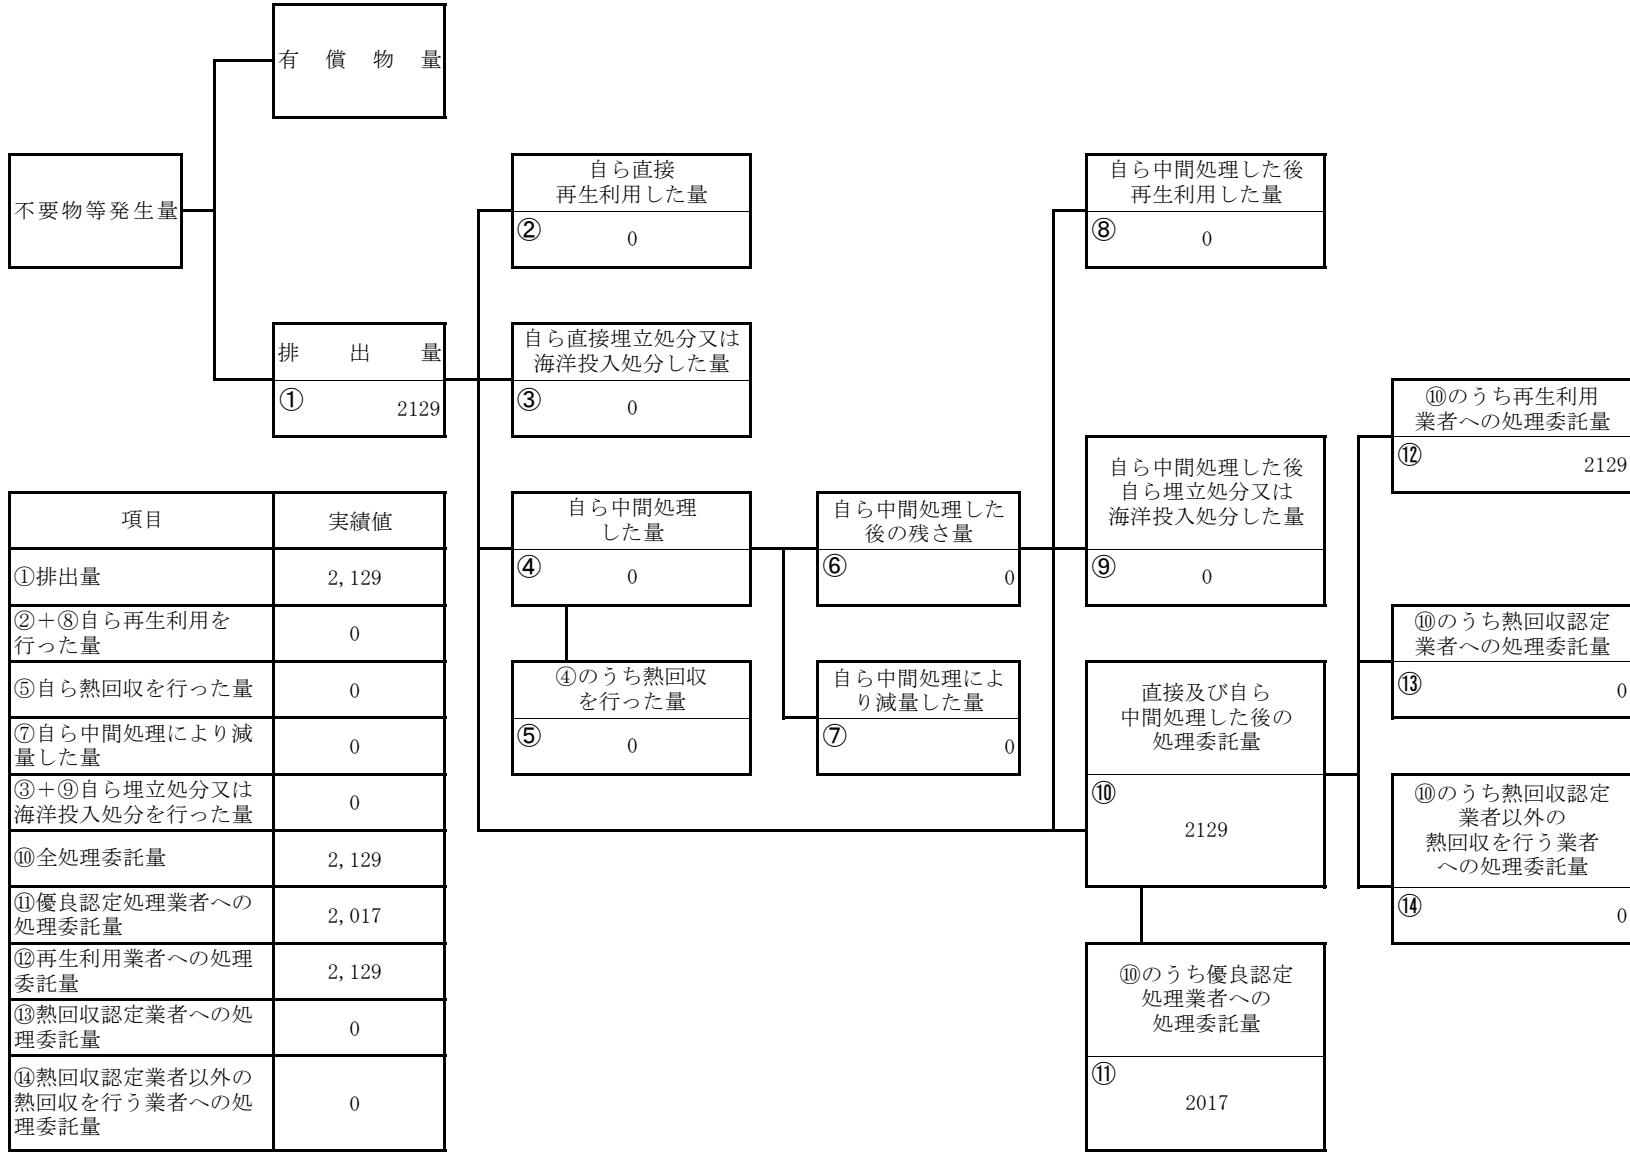 有償物量
不要物等発生量
排出量
① 2129
自ら直接
再生利用した量
② 0
自ら直接埋立処分又は
海洋投入処分した量
③ 0
自ら中間処理
した量
④ 0
④のうち熱回収
を行った量
⑤ 0
自ら中間処理した
後の残さ量
⑥ 0
自ら中間処理によ
り減量した量
⑦ 0
自ら中間処理した後
再生利用した量
⑧ 0
自ら中間処理した後
自ら埋立処分又は
海洋投入処分した量
⑨ 0
直接及び自ら
中間処理した後の
処理委託量
⑩
2129
⑩のうち優良認定
処理業者への
処理委託量
⑪
2017
⑩のうち再生利用
業者への処理委託量
⑫ 2129
⑩のうち熱回収認定
業者への処理委託量
⑬ 0
⑩のうち熱回収認定
業者以外の
熱回収を行う業者
への処理委託量
⑭ 0
項目 実績値
①排出量 2,129
②＋⑧自ら再生利用を
行った量 0
⑤自ら熱回収を行った量 0
⑦自ら中間処理により減
量した量 0
③＋⑨自ら埋立処分又は
海洋投入処分を行った量 0
⑩全処理委託量 2,129
⑪優良認定処理業者への
処理委託量 2,017
⑫再生利用業者への処理
委託量 2,129
⑬熱回収認定業者への処
理委託量 0
⑭熱回収認定業者以外の
熱回収を行う業者への処
理委託量 0